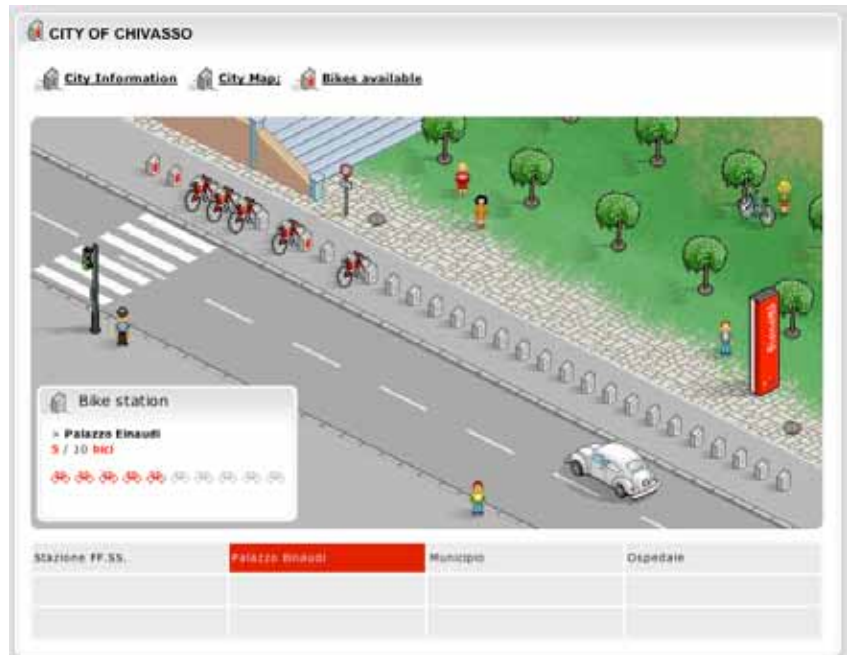 CITY OF CHIVASSO
City Information City Map: Bikes available
Bike station
> Palazzo Einaudi
5 / 10 bici
Stazione FF.SS. Palazzo Einaudi Municipio Ospedale